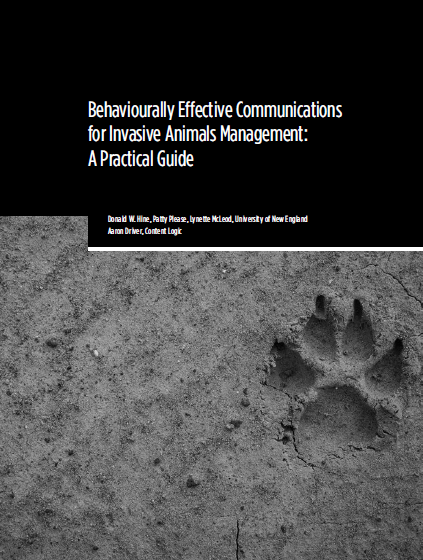 Behaviourally Effective Communications
for Invasive Animals Management:
A Practical Guide
Donald W. Hine, Patty Please, Lynette McLeod, University of New England
Aaron Driver, Content Logic